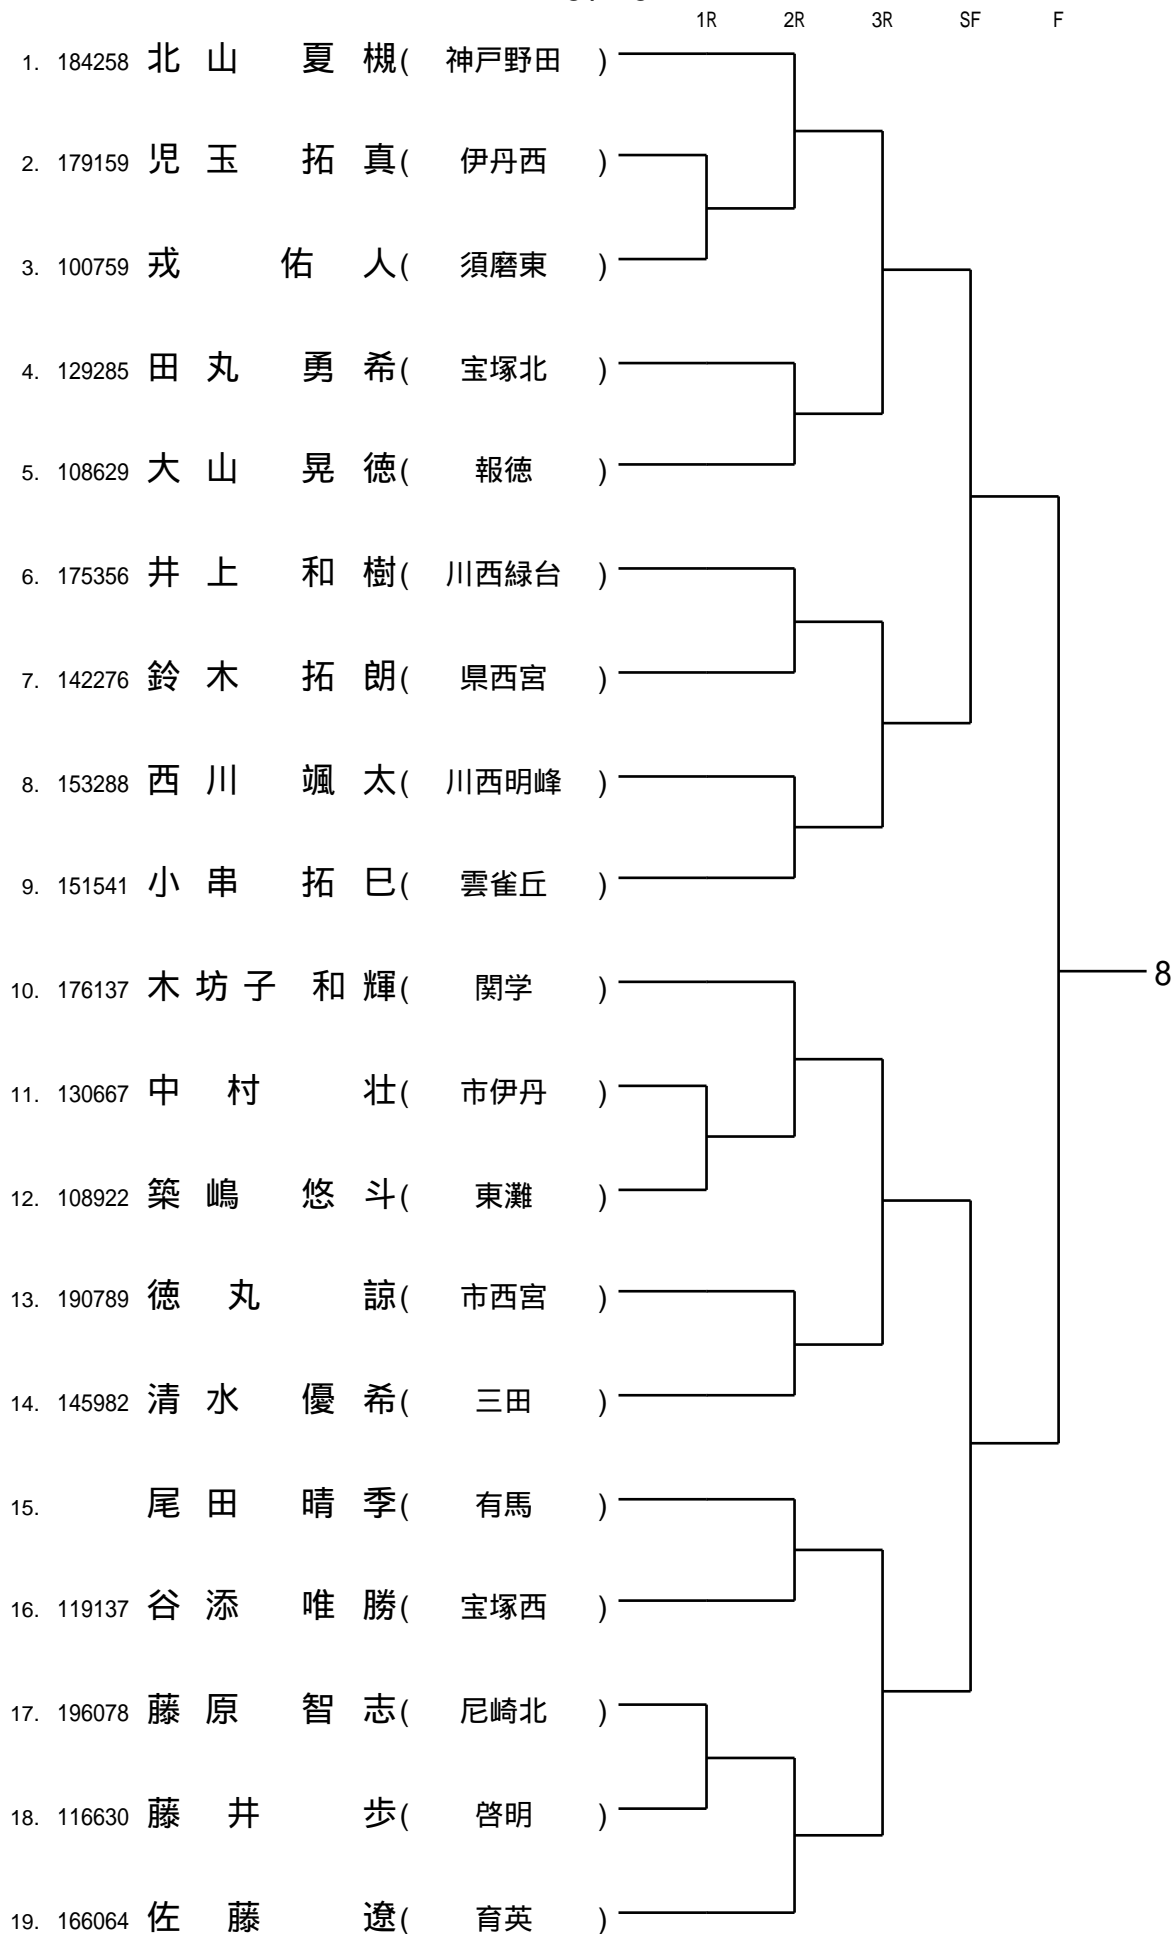 1R 2R 3R SF F
1. 184258 北山 夏槻( 神戸野田 )
2. 179159 児玉 拓真( 伊丹西 )
3. 100759 戎 佑人( 須磨東 )
4. 129285 田丸 勇希( 宝塚北 )
5. 108629 大山 晃徳( 報徳 )
6. 175356 井上 和樹( 川西緑台 )
7. 142276 鈴木 拓朗( 県西宮 )
8. 153288 西川 颯太( 川西明峰 )
9. 151541 小串 拓巳( 雲雀丘 )
10. 176137 木坊子 和輝( 関学 )
8
11. 130667 中村 壮( 市伊丹 )
12. 108922 築嶋 悠斗( 東灘 )
13. 190789 徳丸 諒( 市西宮 )
14. 145982 清水 優希( 三田 )
15. 尾田 晴季( 有馬 )
16. 119137 谷添 唯勝( 宝塚西 )
17. 196078 藤原 智志( 尼崎北 )
18. 116630 藤井 歩( 啓明 )
19. 166064 佐藤 遼( 育英 )